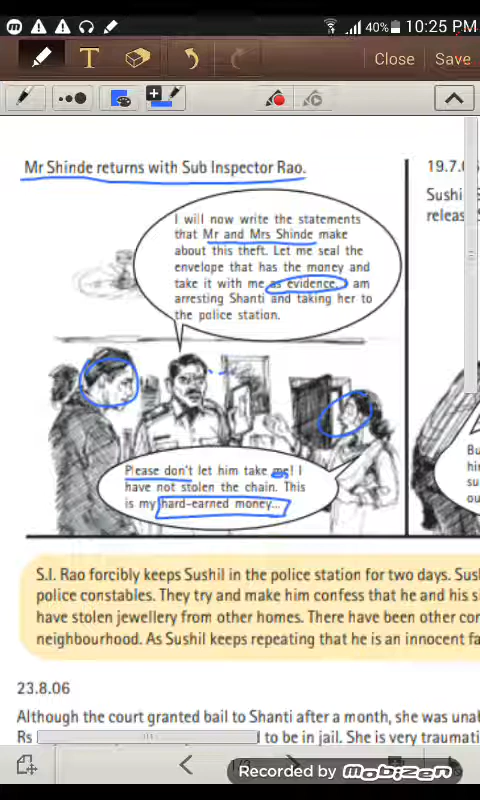 40% 10:25 PM
T Close Save
Mr Shinde returns with Sub Inspector Rao.
19.7.0
Sushi
releas
I will now write the statements
that Mr and Mrs Shinde make
about this theft. Let me seal the
envelope that has the money and
take it with me as evidence. I am
arresting Shanti and taking her to
the police station.
Please don't let him take me! I
have not stolen the chain. This
is my hard-earned money...
Bu
him
su
ou
S.I. Rao forcibly keeps Sushil in the police station for two days. Sus
police constables. They try and make him confess that he and his si
have stolen jewellery from other homes. There have been other co
neighbourhood. As Sushil keeps repeating that he is an innocent fa
23.8.06
Although the court granted bail to Shanti after a month, she was unab
Rs to be in jail. She is very traumati
Recorded by Mobizen